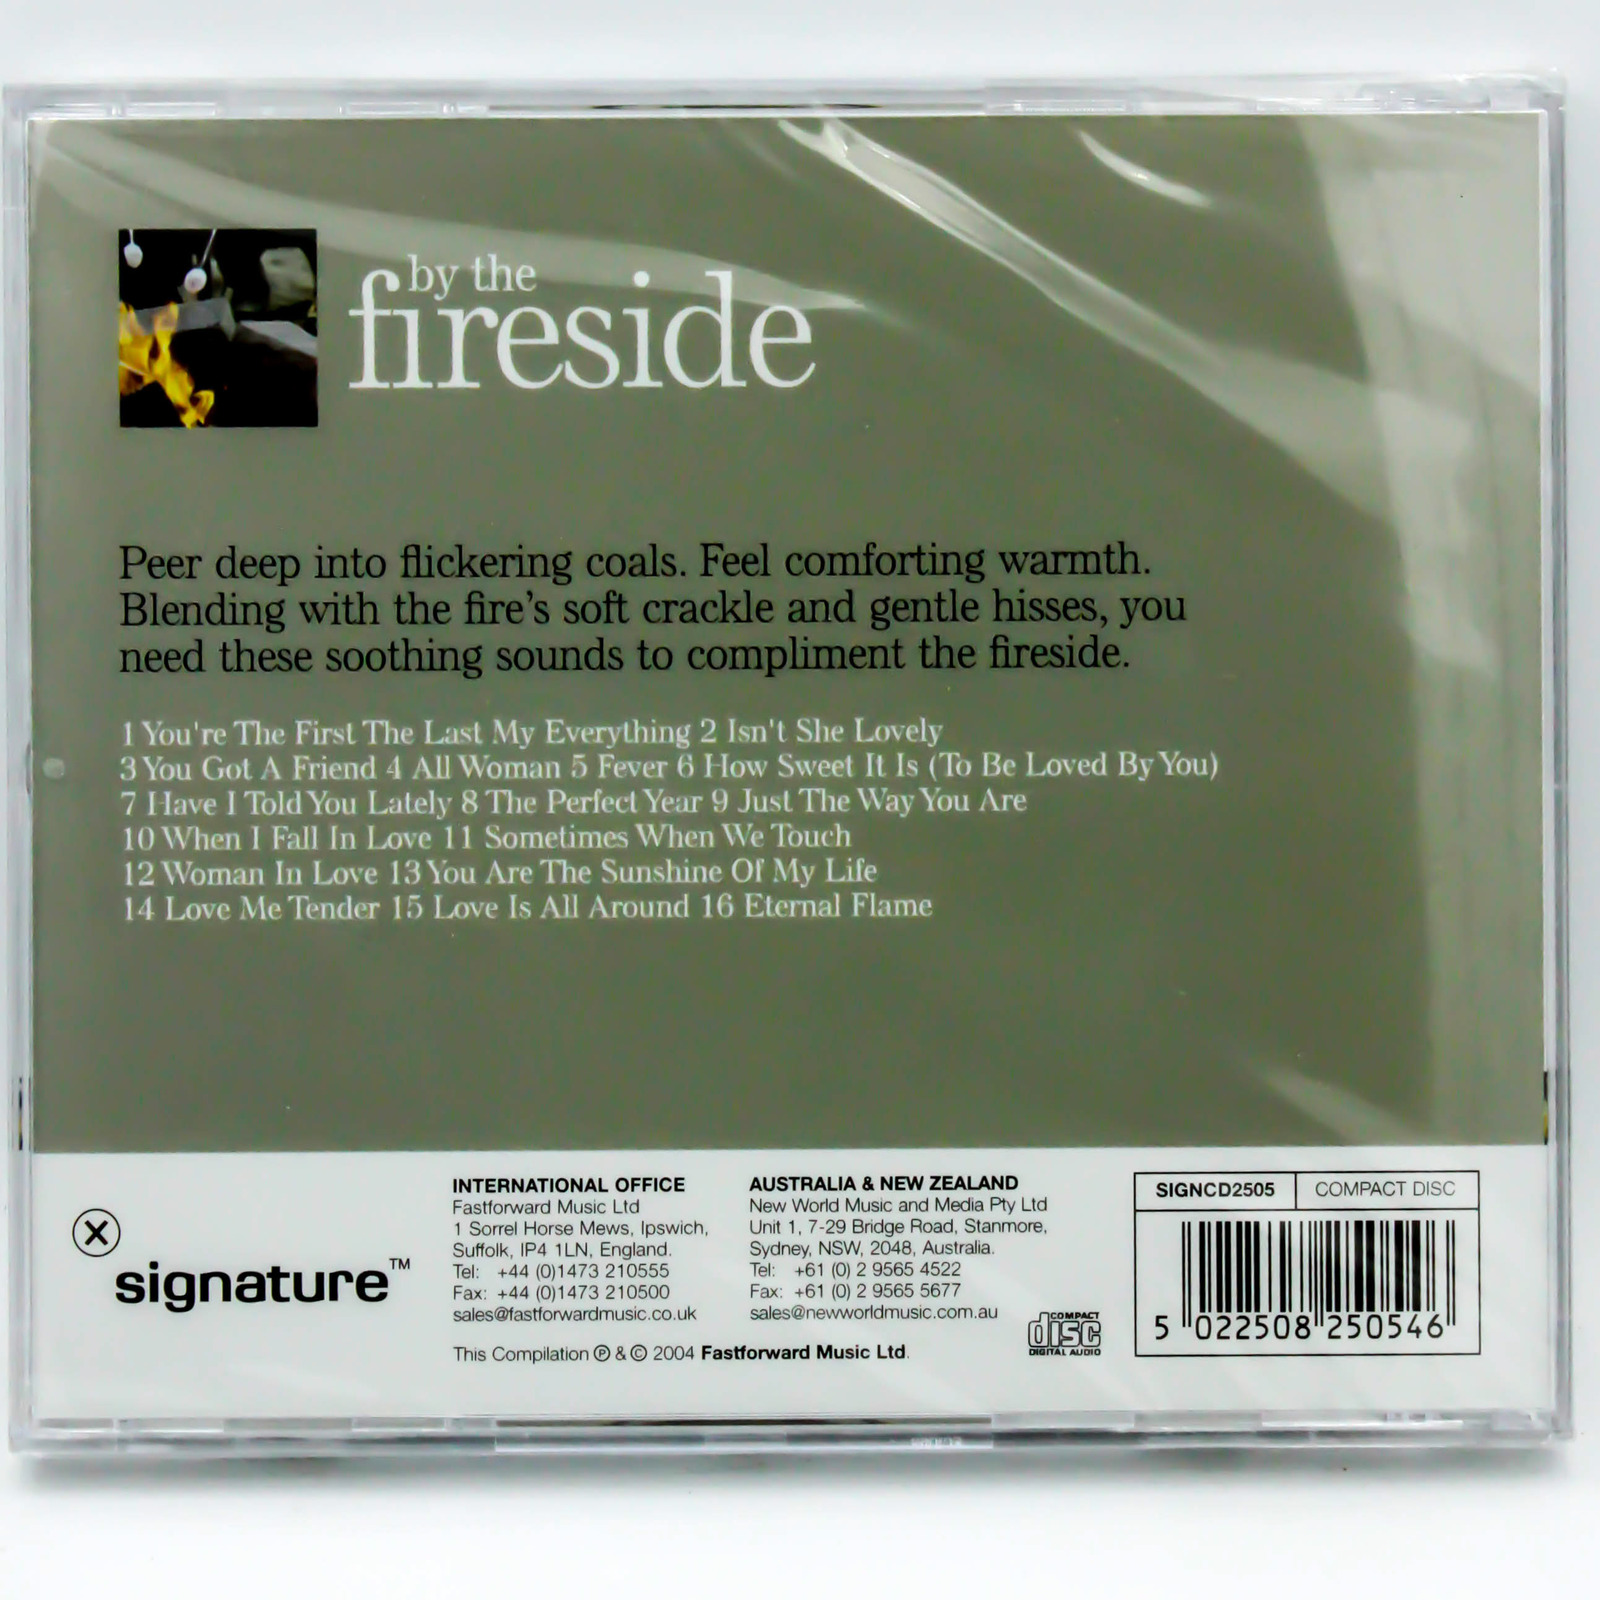 by the
fireside
Peer deep into flickering coals. Feel comforting warmth.
Blending with the fire's soft crackle and gentle hisses, you
need these soothing sounds to compliment the fireside.
1 You're The First The Last My Everything 2 Isn't She Lovely
3 You Got A Friend 4 All Woman 5 Fever 6 How Sweet It Is (To Be Loved By You)
7 Have I Told You Lately 8 The Perfect Year 9 Just The Way You Are
10 When I Fall In Love 11 Sometimes When We Touch
12 Woman In Love 13 You Are The Sunshine Of My Life
14 Love Me Tender 15 Love Is All Around 16 Eternal Flame
X
signature™
INTERNATIONAL OFFICE
Fastforward Music Ltd
1 Sorrel Horse Mews, Ipswich,
Suffolk, IP4 1LN, England.
Tel: +44 (0)1473 210555
Fax: +44 (0)1473 210500
sales@fastforwardmusic.co.uk
This Compilation ℗ & © 2004 Fastforward Music Ltd.
AUSTRALIA & NEW ZEALAND
New World Music and Media Pty Ltd
Unit 1, 7-29 Bridge Road, Stanmore,
Sydney, NSW, 2048, Australia.
Tel: +61 (0) 2 9565 4522
Fax: +61 (0) 2 9565 5677
sales@newworldmusic.com.au
COMPACT
disc
DIGITAL AUDIO
SIGNCD2505 COMPACT DISC
5 022508 250546